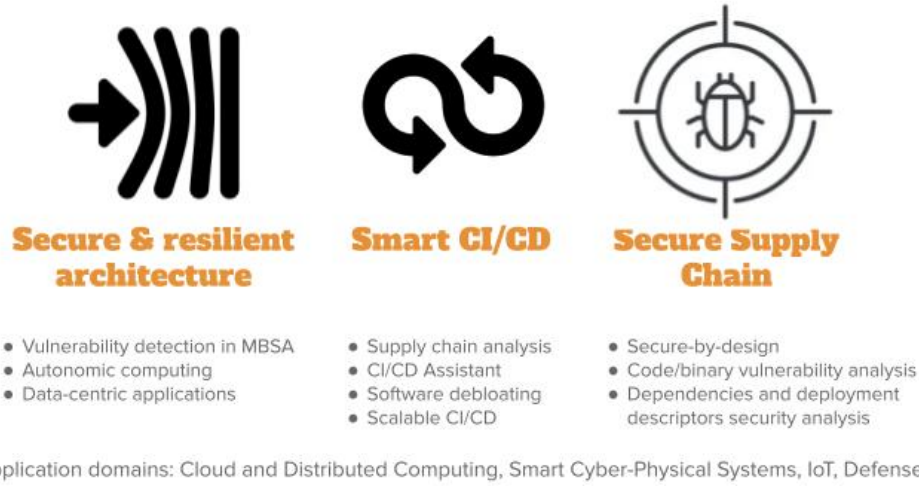 Secure & resilient
architecture
Smart CI/CD
Secure Supply
Chain
● Vulnerability detection in MBSA
● Autonomic computing
● Data-centric applications
● Supply chain analysis
● CI/CD Assistant
● Software debloating
● Scalable CI/CD
● Secure-by-design
● Code/binary vulnerability analysis
● Dependencies and deployment
descriptors security analysis
pplication domains: Cloud and Distributed Computing, Smart Cyber-Physical Systems, IoT, Defense